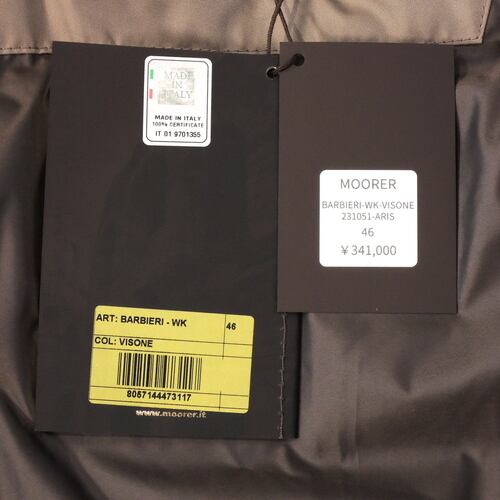 MADE
IN
ITALY
MADE IN ITALY
100% CERTIFICATE
IT 01 9701355
MOORER
BARBIERI-WK-VISONE
231051-ARIS
46
￥341,000
ART: BARBIERI - WK 46
COL: VISONE
8057144473117
www.moorer.it